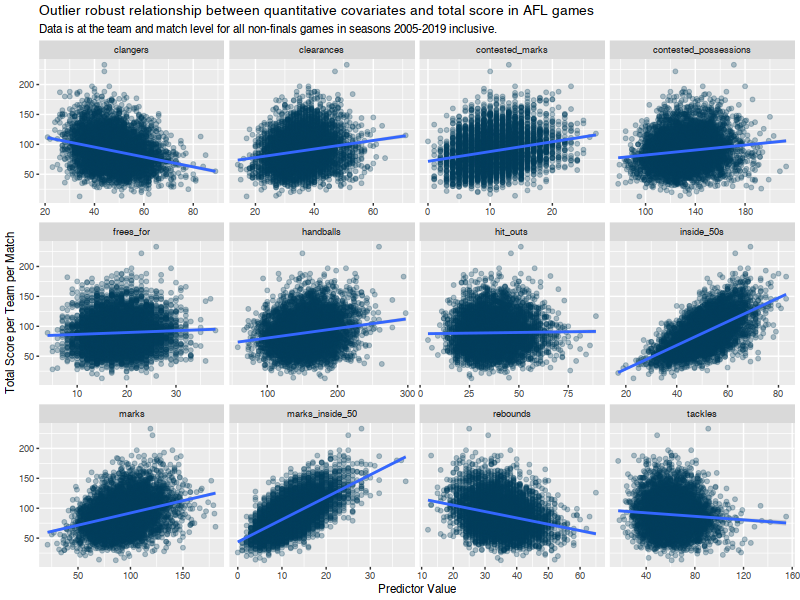 Outlier robust relationship between quantitative covariates and total score in AFL games
Data is at the team and match level for all non-finals games in seasons 2005-2019 inclusive.
clangers clearances contested_marks contested_possessions
200
150
100
50
20 40 60 80 20 40 60 0 10 20 100 140 180
frees_for handballs hit_outs inside_50s
200
150
100
50
10 20 30 100 200 300 0 25 50 75 20 40 60 80
marks marks_inside_50 rebounds tackles
200
150
100
50
50 100 150 0 10 20 30 10 20 30 40 50 60 40 80 120 160
Total Score per Team per Match
Predictor Value